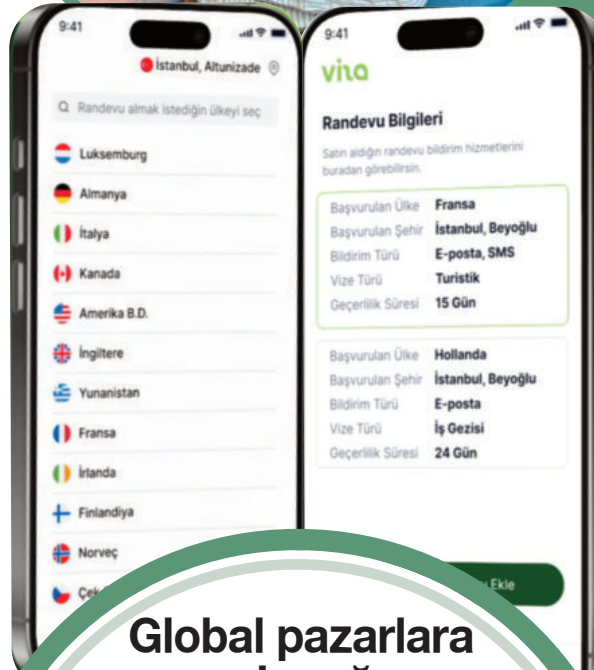 9:41
İstanbul, Altunizade
Randevu almak istediğin ülkeyi seç
Luksemburg
Almanya
İtalya
Kanada
Amerika B.D.
İngiltere
Yunanistan
Fransa
İrlanda
Finlandiya
Norveç
9:41
Randevu Bilgileri
Satın aldığın randevu bildirim hizmetlerini
buradan görebilirsin.
Başvurulan Ülke Fransa
Başvurulan Şehir İstanbul, Beyoğlu
Bildirim Türü E-posta, SMS
Vize Türü Turistik
Geçerlilik Süresi 15 Gün
Başvurulan Ülke Hollanda
Başvurulan Şehir İstanbul, Beyoğlu
Bildirim Türü E-posta
Vize Türü İş Gezisi
Geçerlilik Süresi 24 Gün
Ekle
Global pazarlara